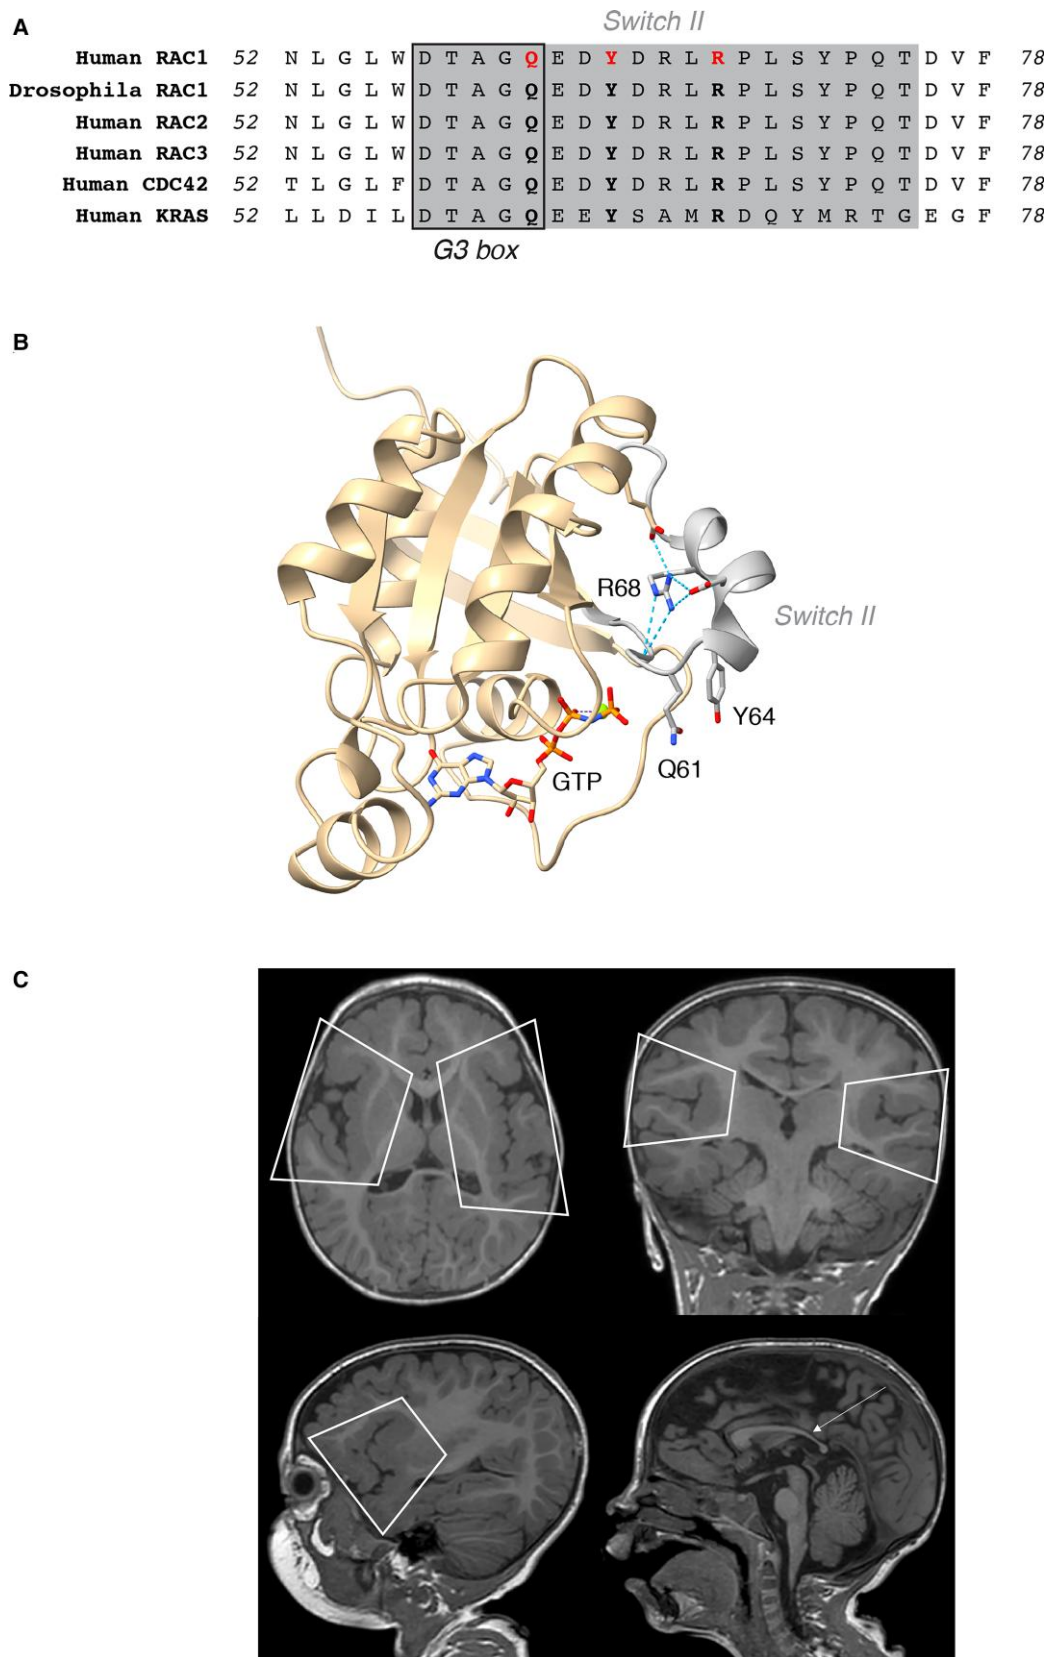 A
Switch II
Human RAC1 52 N L G L W D T A G Q E D Y D R L R P L S Y P Q T D V F 78
Drosophila RAC1 52 N L G L W D T A G Q E D Y D R L R P L S Y P Q T D V F 78
Human RAC2 52 N L G L W D T A G Q E D Y D R L R P L S Y P Q T D V F 78
Human RAC3 52 N L G L W D T A G Q E D Y D R L R P L S Y P Q T D V F 78
Human CDC42 52 T L G L F D T A G Q E D Y D R L R P L S Y P Q T D V F 78
Human KRAS 52 L L D I L D T A G Q E E Y S A M R D Q Y M R T G E G F 78
G3 box
B
R68
Switch II
Y64
Q61
GTP
C